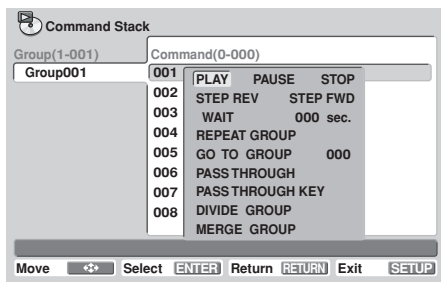 Command Stack
Group(1-001) Command(0-000)
Group001
001 PLAY PAUSE STOP
002 STEP REV STEP FWD
003 WAIT 000 sec.
004 REPEAT GROUP
005 GO TO GROUP 000
006 PASS THROUGH
007 PASS THROUGH KEY
008 DIVIDE GROUP
MERGE GROUP
Move Select ENTER Return RETURN Exit SETUP